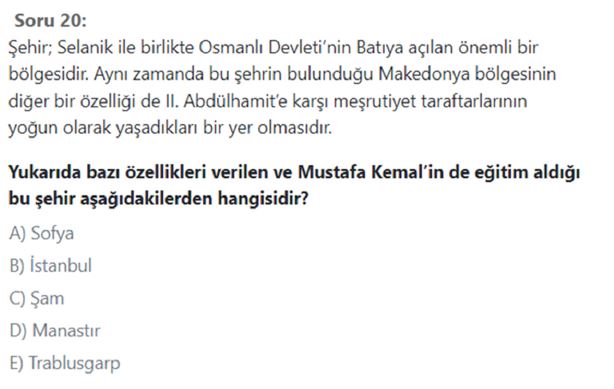 Soru 20:
Şehir; Selanik ile birlikte Osmanlı Devleti’nin Batıya açılan önemli bir
bölgesidir. Aynı zamanda bu şehrin bulunduğu Makedonya bölgesinin
diğer bir özelliği de II. Abdülhamit’e karşı meşrutiyet taraftarlarının
yoğun olarak yaşadıkları bir yer olmasıdır.
Yukarıda bazı özellikleri verilen ve Mustafa Kemal’in de eğitim aldığı
bu şehir aşağıdakilerden hangisidir?
A) Sofya
B) İstanbul
C) Şam
D) Manastır
E) Trablusgarp